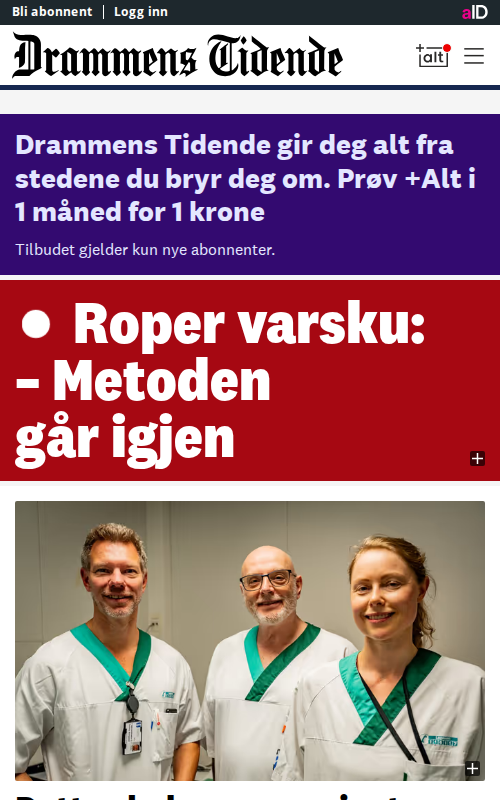 Bli abonnent | Logg inn
aID
Drammens Tidende
+alt
Drammens Tidende gir deg alt fra
stedene du bryr deg om. Prøv +Alt i
1 måned for 1 krone
Tilbudet gjelder kun nye abonnenter.
Roper varsku:
– Metoden
går igjen